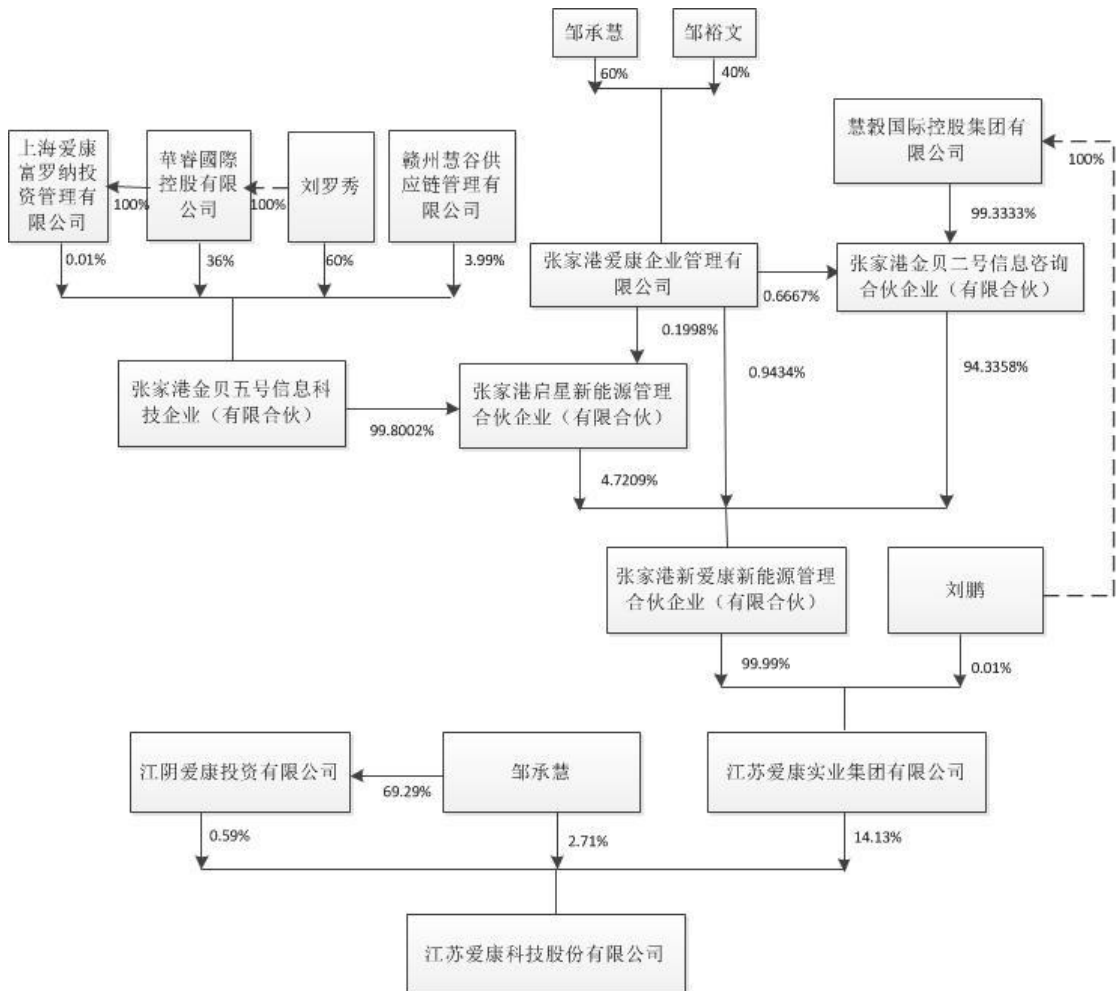 邹承慧
邹裕文
60%
40%
上海爱康
富罗纳投
资管理有
限公司
華睿國際
控股有限
公司
刘罗秀
赣州慧谷供
应链管理有
限公司
慧毂国际控股集团有
限公司
100%
100%
100%
0.01%
36%
60%
3.99%
99.3333%
张家港爱康企业管理有
限公司
0.6667%
张家港金贝二号信息咨询
合伙企业（有限合伙）
0.1998%
0.9434%
94.3358%
张家港金贝五号信息科
技企业（有限合伙）
99.8002%
张家港启星新能源管理
合伙企业（有限合伙）
4.7209%
张家港新爱康新能源管理
合伙企业（有限合伙）
刘鹏
99.99%
0.01%
江阴爱康投资有限公司
69.29%
邹承慧
江苏爱康实业集团有限公司
0.59%
2.71%
14.13%
江苏爱康科技股份有限公司